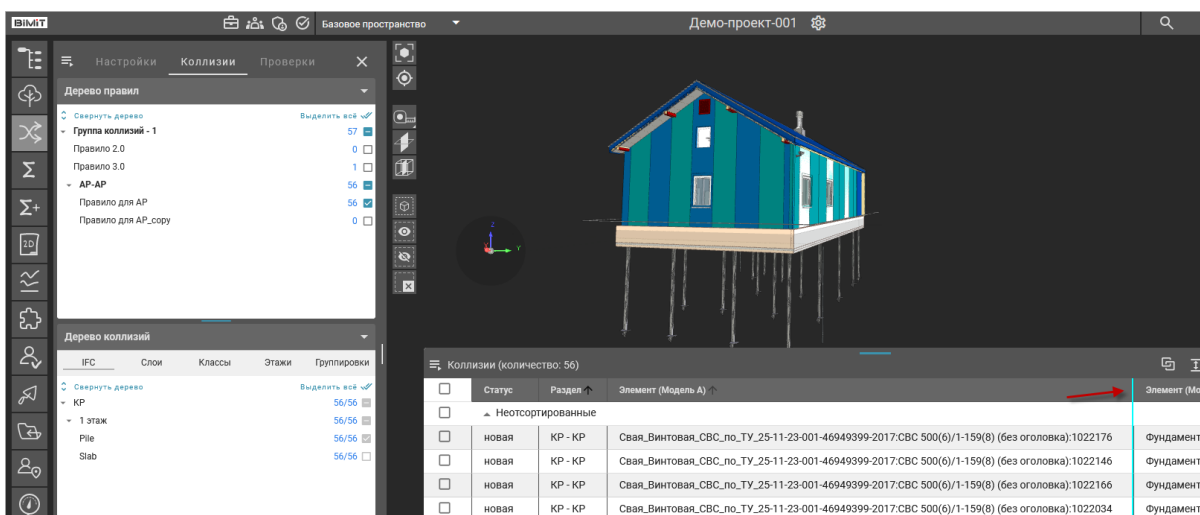 BiMiT Базовое пространство Демо-проект-001
Настройки Коллизии Проверки
Дерево правил
Свернуть дерево Выделить всё
Группа коллизий - 1 57
Правило 2.0 0
Правило 3.0 1
АР-АР 56
Правило для АР 56
Правило для АР_copy 0
Z
X Y
2D
Дерево коллизий
IFC Слои Классы Этажи Группировки
Свернуть дерево Выделить всё
КР 56/56
1 этаж 56/56
Pile 56/56
Slab 56/56
Коллизии (количество: 56)
Статус Раздел Элемент (Модель А) Элемент (Мо
Неотсортированные
новая КР - КР Свая_Винтовая_СВС_по_ТУ_25-11-23-001-46949399-2017:СВС 500(6)/1-159(8) (без оголовка):1022176 Фундамент
новая КР - КР Свая_Винтовая_СВС_по_ТУ_25-11-23-001-46949399-2017:СВС 500(6)/1-159(8) (без оголовка):1022146 Фундамент
новая КР - КР Свая_Винтовая_СВС_по_ТУ_25-11-23-001-46949399-2017:СВС 500(6)/1-159(8) (без оголовка):1022166 Фундамент
новая КР - КР Свая_Винтовая_СВС_по_ТУ_25-11-23-001-46949399-2017:СВС 500(6)/1-159(8) (без оголовка):1022034 Фундамент